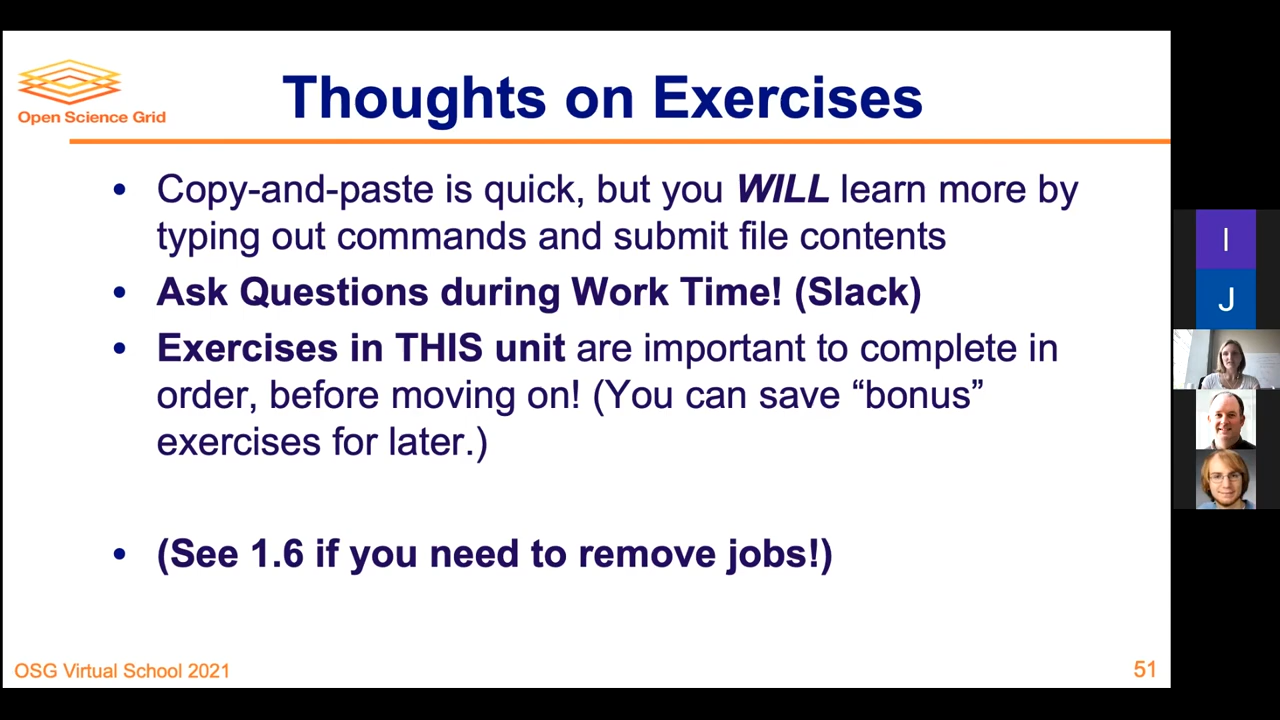 Open Science Grid
Thoughts on Exercises
• Copy-and-paste is quick, but you WILL learn more by
typing out commands and submit file contents
• Ask Questions during Work Time! (Slack)
• Exercises in THIS unit are important to complete in
order, before moving on! (You can save “bonus”
exercises for later.)
• (See 1.6 if you need to remove jobs!)
OSG Virtual School 2021
51
I
J